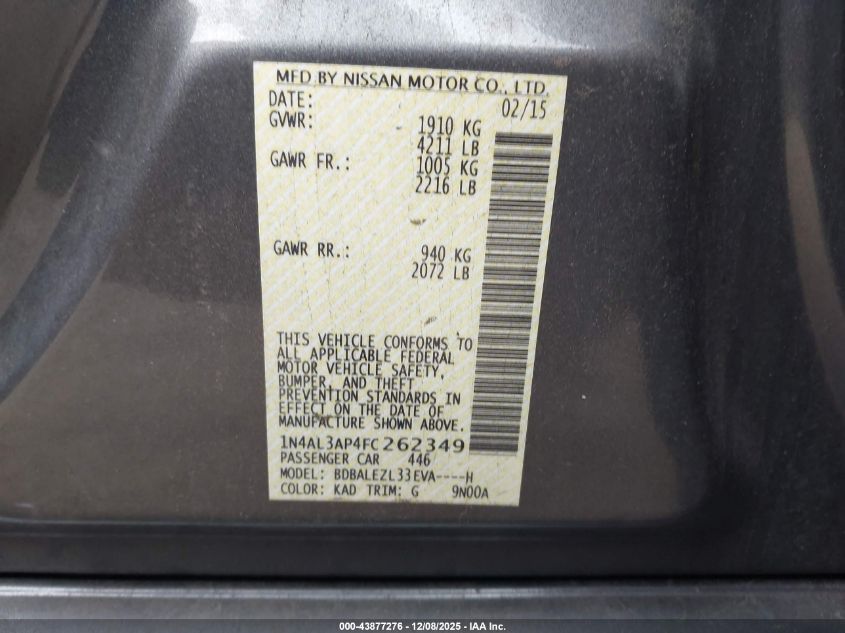 MFD BY NISSAN MOTOR CO., LTD.
DATE: 02/15
GVWR: 1910 KG
4211 LB
GAWR FR.: 1005 KG
2216 LB
GAWR RR.: 940 KG
2072 LB
THIS VEHICLE CONFORMS TO
ALL APPLICABLE FEDERAL
MOTOR VEHICLE SAFETY,
BUMPER, AND THEFT
PREVENTION STANDARDS IN
EFFECT ON THE DATE OF
MANUFACTURE SHOWN ABOVE.
1N4AL3AP4FC262349
PASSENGER CAR 446
MODEL: BDBALEZL33EVA----H
COLOR: KAD TRIM: G 9N00A
000-43877276 - 12/08/2025 - IAA Inc.